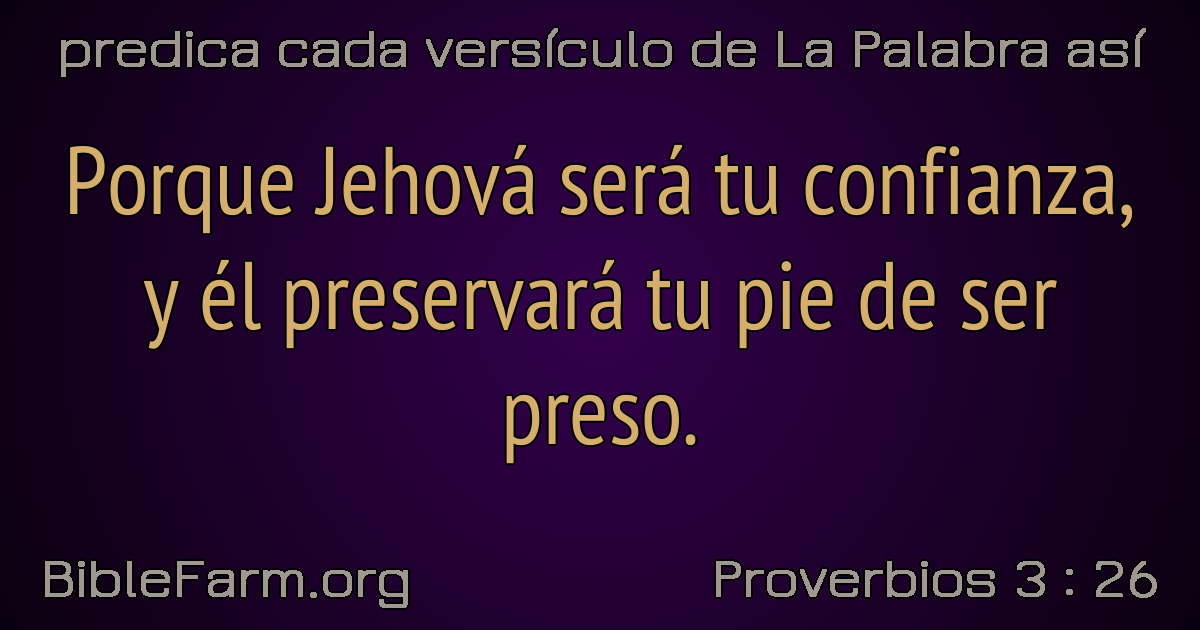 predica cada versículo de La Palabra así
Porque Jehová será tu confianza,
y él preservará tu pie de ser
preso.
BibleFarm.org
Proverbios 3 : 26